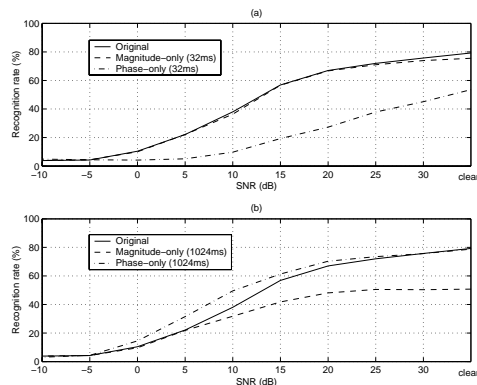 (a)
100
80
60
40
20
0
Recognition rate (%)
Original
Magnitude−only (32ms)
Phase−only (32ms)
−10 −5 0 5 10 15 20 25 30 clean
SNR (dB)
(b)
100
80
60
40
20
0
Recognition rate (%)
Original
Magnitude−only (1024ms)
Phase−only (1024ms)
−10 −5 0 5 10 15 20 25 30 clean
SNR (dB)